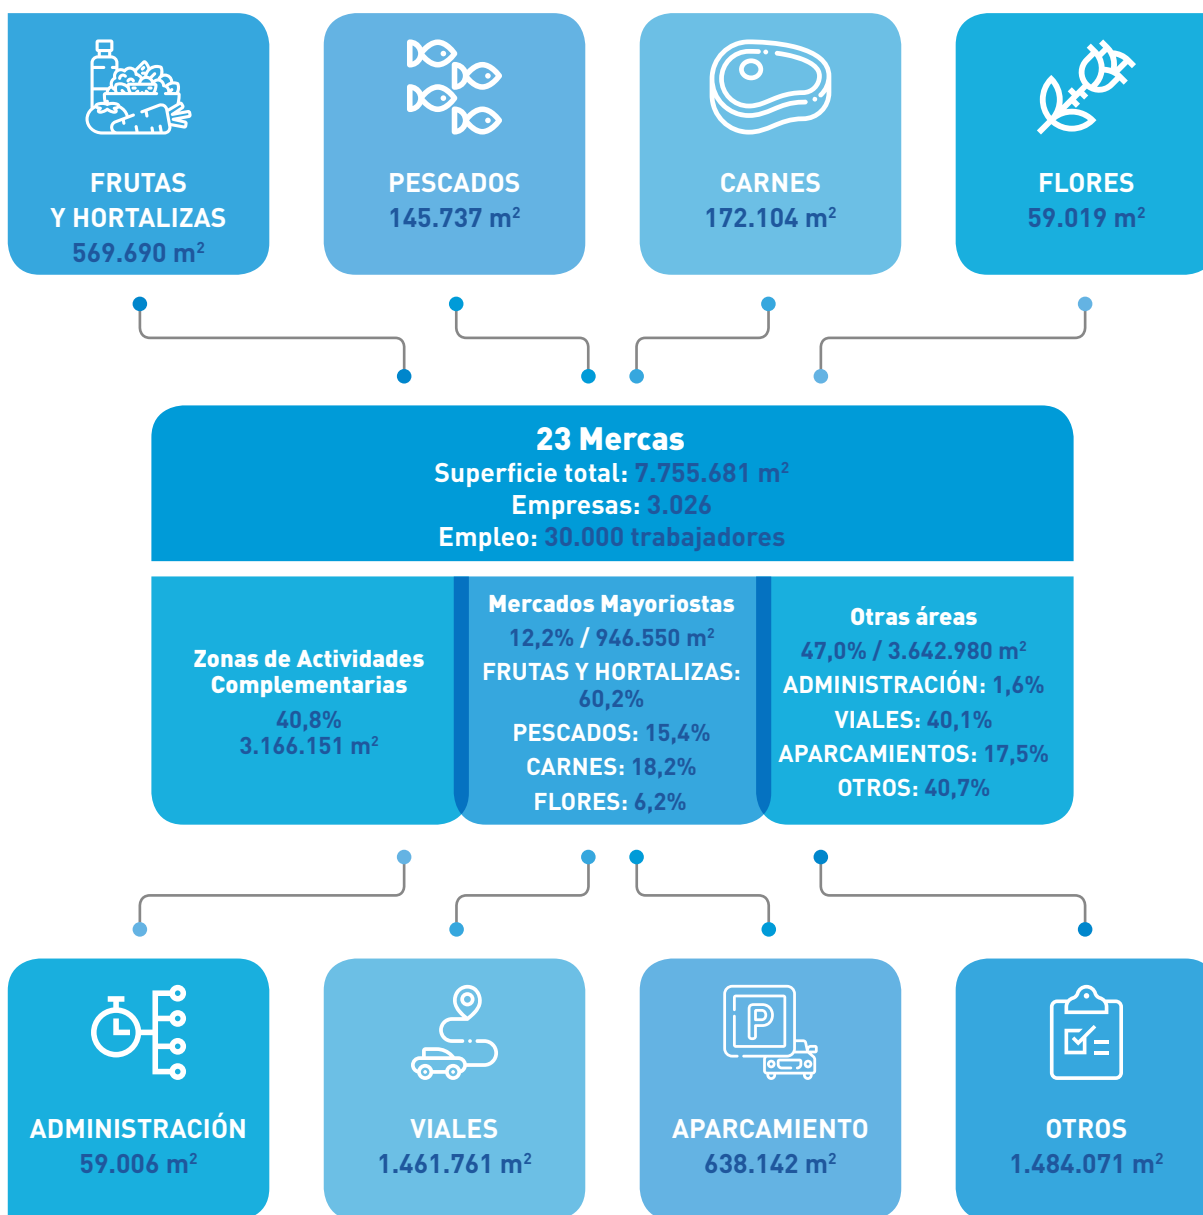 FRUTAS
Y HORTALIZAS
569.690 m²
PESCADOS
145.737 m²
CARNES
172.104 m²
FLORES
59.019 m²
23 Mercas
Superficie total: 7.755.681 m²
Empresas: 3.026
Empleo: 30.000 trabajadores
Zonas de Actividades
Complementarias
40,8%
3.166.151 m²
Mercados Mayoriostas
12,2% / 946.550 m²
FRUTAS Y HORTALIZAS:
60,2%
PESCADOS: 15,4%
CARNES: 18,2%
FLORES: 6,2%
Otras áreas
47,0% / 3.642.980 m²
ADMINISTRACIÓN: 1,6%
VIALES: 40,1%
APARCAMIENTOS: 17,5%
OTROS: 40,7%
ADMINISTRACIÓN
59.006 m²
VIALES
1.461.761 m²
P
APARCAMIENTO
638.142 m²
OTROS
1.484.071 m²